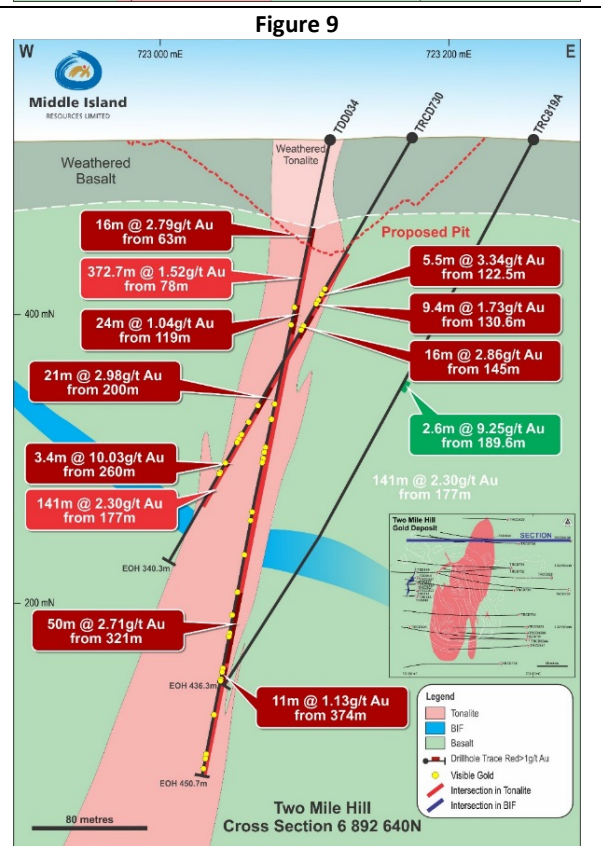 Figure 9
W
723 000 mE
723 200 mE
E
Middle Island
RESOURCES LIMITED
TDD034
TRCD730
TRC819A
Weathered
Basalt
Weathered
Tonalite
Proposed Pit
16m @ 2.79g/t Au
from 63m
372.7m @ 1.52g/t Au
from 78m
24m @ 1.04g/t Au
from 119m
5.5m @ 3.34g/t Au
from 122.5m
9.4m @ 1.73g/t Au
from 130.6m
16m @ 2.86g/t Au
from 145m
400 mN
21m @ 2.98g/t Au
from 200m
2.6m @ 9.25g/t Au
from 189.6m
3.4m @ 10.03g/t Au
from 260m
141m @ 2.30g/t Au
from 177m
141m @ 2.30g/t Au
from 177m
EOH 340.3m
Two Mile Hill
Gold Deposit
SECTION
200 mN
50m @ 2.71g/t Au
from 321m
EOH 436.3m
11m @ 1.13g/t Au
from 374m
EOH 450.7m
Legend
Tonalite
BIF
Basalt
Drillhole Trace Red>1g/t Au
Visible Gold
Intersection in Tonalite
Intersection in BIF
80 metres
Two Mile Hill
Cross Section 6 892 640N